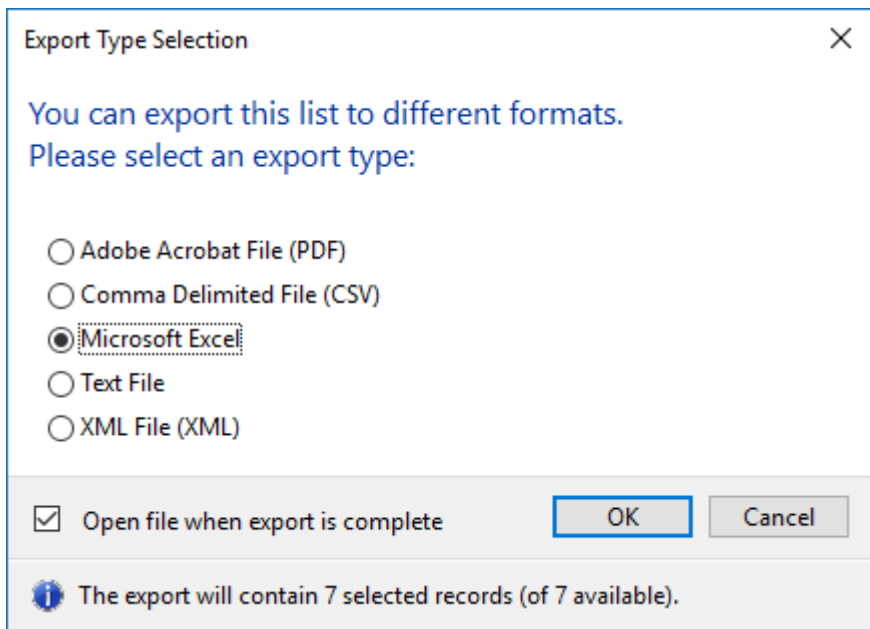 Export Type Selection
You can export this list to different formats.
Please select an export type:
Adobe Acrobat File (PDF)
Comma Delimited File (CSV)
Microsoft Excel
Text File
XML File (XML)
Open file when export is complete
OK
Cancel
The export will contain 7 selected records (of 7 available).